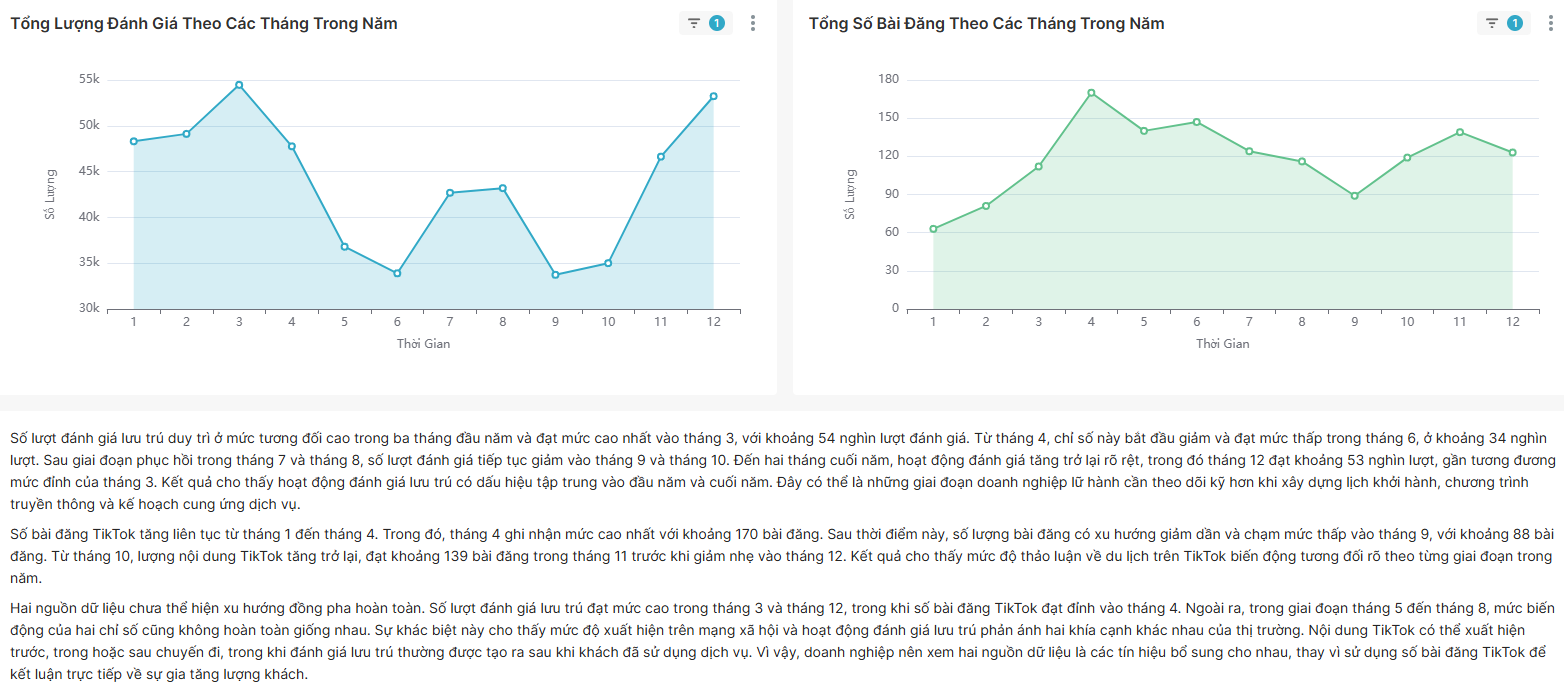 Tổng Lượng Đánh Giá Theo Các Tháng Trong Năm
1
55k
50k
45k
40k
35k
30k
Số Lượng
1 2 3 4 5 6 7 8 9 10 11 12
Thời Gian
Tổng Số Bài Đăng Theo Các Tháng Trong Năm
1
180
150
120
90
60
30
0
Số Lượng
1 2 3 4 5 6 7 8 9 10 11 12
Thời Gian
Số lượt đánh giá lưu trú duy trì ở mức tương đối cao trong ba tháng đầu năm và đạt mức cao nhất vào tháng 3, với khoảng 54 nghìn lượt đánh giá. Từ tháng 4, chỉ số này bắt đầu giảm và đạt mức thấp trong tháng 6, ở khoảng 34 nghìn
lượt. Sau giai đoạn phục hồi trong tháng 7 và tháng 8, số lượt đánh giá tiếp tục giảm vào tháng 9 và tháng 10. Đến hai tháng cuối năm, hoạt động đánh giá tăng trở lại rõ rệt, trong đó tháng 12 đạt khoảng 53 nghìn lượt, gần tương đương
mức đỉnh của tháng 3. Kết quả cho thấy hoạt động đánh giá lưu trú có dấu hiệu tập trung vào đầu năm và cuối năm. Đây có thể là những giai đoạn doanh nghiệp lữ hành cần theo dõi kỹ hơn khi xây dựng lịch khởi hành, chương trình
truyền thông và kế hoạch cung ứng dịch vụ.
Số bài đăng TikTok tăng liên tục từ tháng 1 đến tháng 4. Trong đó, tháng 4 ghi nhận mức cao nhất với khoảng 170 bài đăng. Sau thời điểm này, số lượng bài đăng có xu hướng giảm dần và chạm mức thấp vào tháng 9, với khoảng 88 bài
đăng. Từ tháng 10, lượng nội dung TikTok tăng trở lại, đạt khoảng 139 bài đăng trong tháng 11 trước khi giảm nhẹ vào tháng 12. Kết quả cho thấy mức độ thảo luận về du lịch trên TikTok biến động tương đối rõ theo từng giai đoạn trong
năm.
Hai nguồn dữ liệu chưa thể hiện xu hướng đồng pha hoàn toàn. Số lượt đánh giá lưu trú đạt mức cao trong tháng 3 và tháng 12, trong khi số bài đăng TikTok đạt đỉnh vào tháng 4. Ngoài ra, trong giai đoạn tháng 5 đến tháng 8, mức biến
động của hai chỉ số cũng không hoàn toàn giống nhau. Sự khác biệt này cho thấy mức độ xuất hiện trên mạng xã hội và hoạt động đánh giá lưu trú phản ánh hai khía cạnh khác nhau của thị trường. Nội dung TikTok có thể xuất hiện
trước, trong hoặc sau chuyến đi, trong khi đánh giá lưu trú thường được tạo ra sau khi khách đã sử dụng dịch vụ. Vì vậy, doanh nghiệp nên xem hai nguồn dữ liệu là các tín hiệu bổ sung cho nhau, thay vì sử dụng số bài đăng TikTok để
kết luận trực tiếp về sự gia tăng lượng khách.